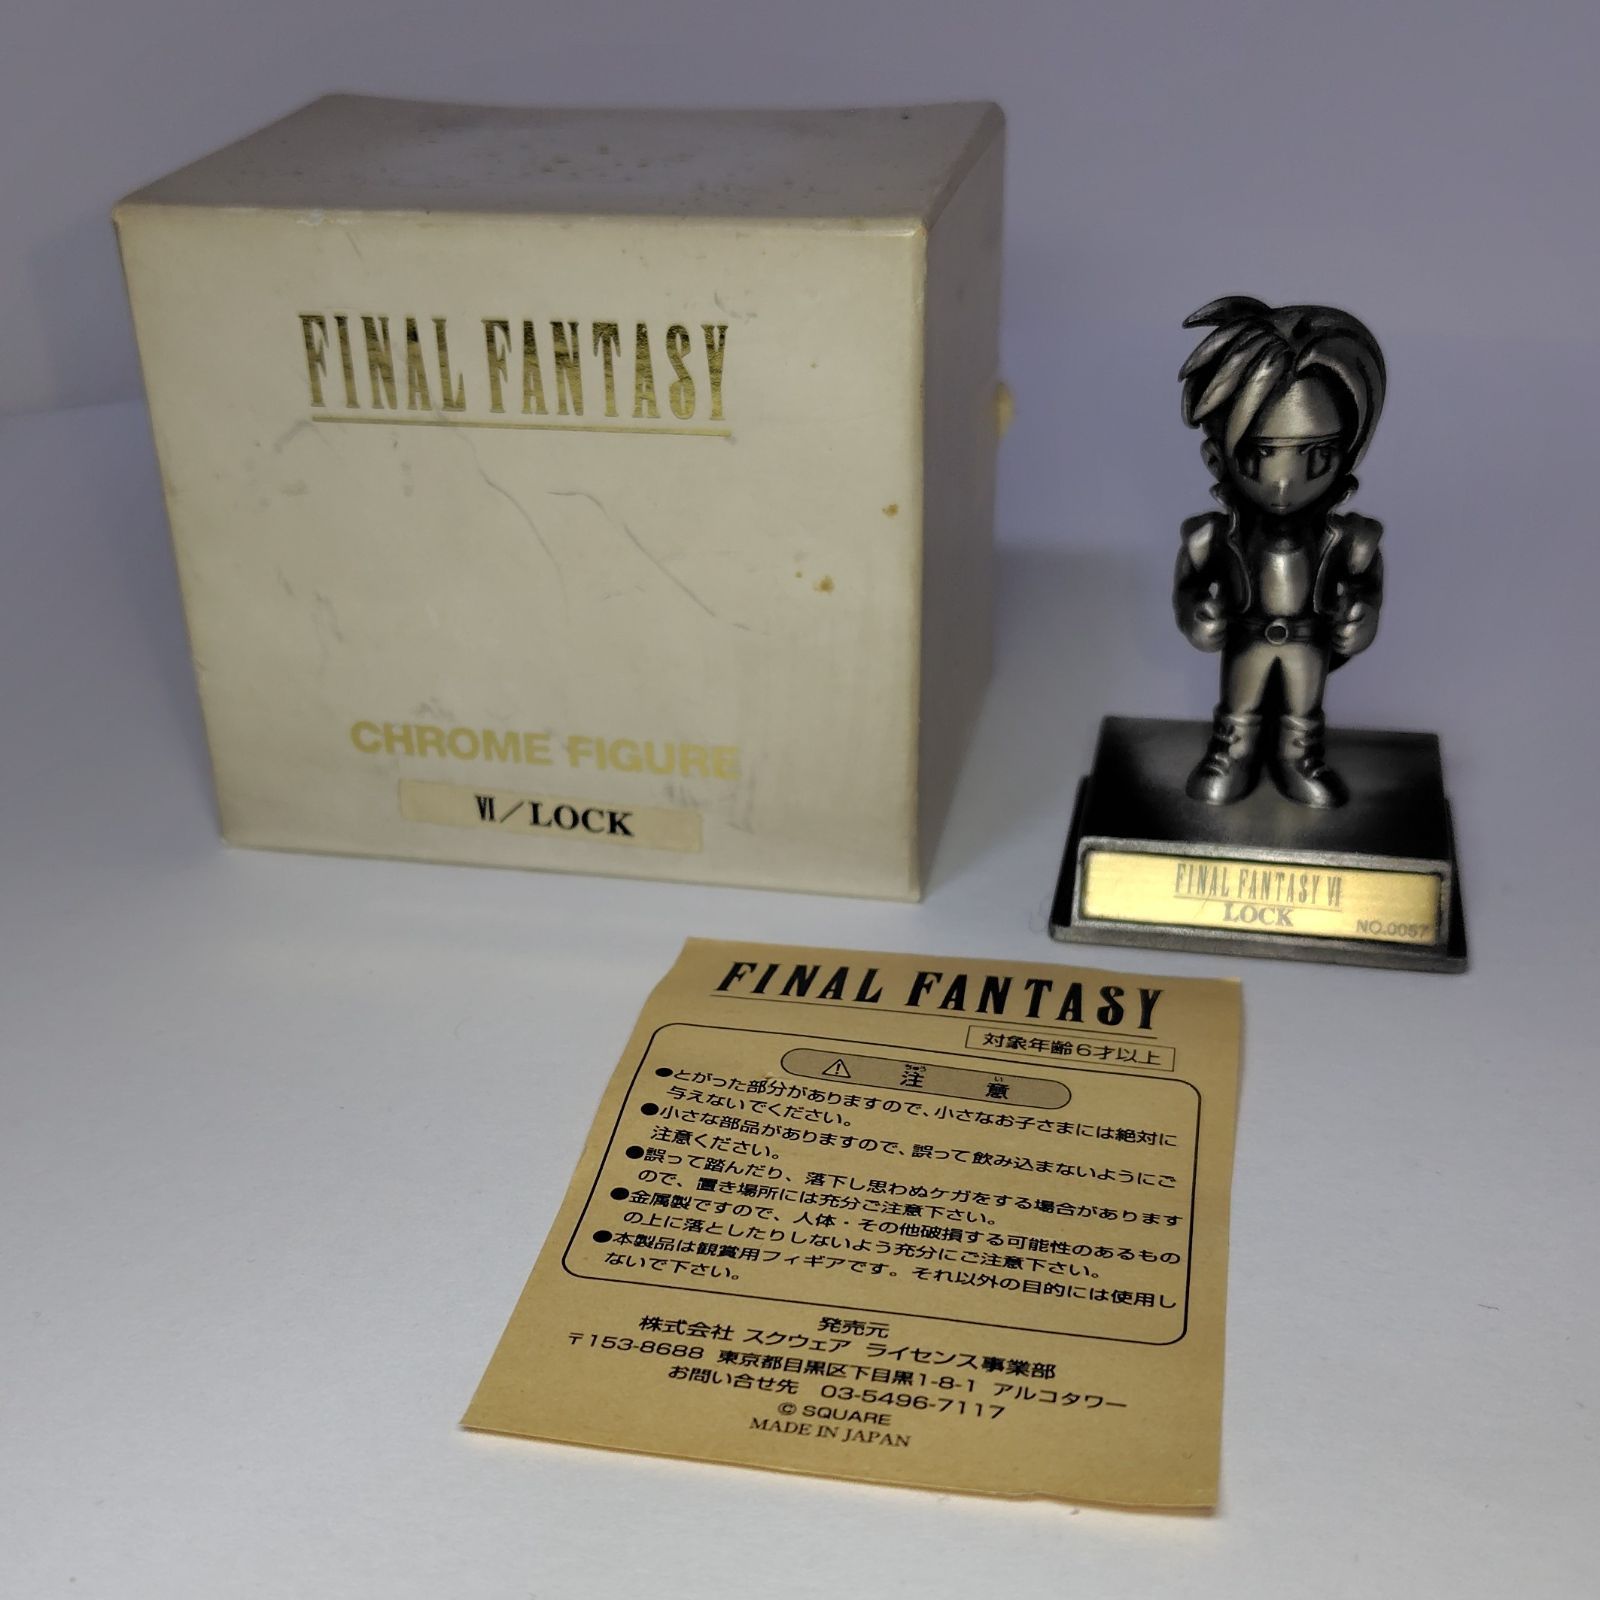 FINAL FANTASY
CHROME FIGURE
Ⅵ/LOCK
FINAL FANTASY Ⅵ
LOCK
NO.0057
FINAL FANTASY
対象年齢6才以上
ちゅう い
注意
●とがった部分がありますので、小さなお子さまには絶対に
与えないでください。
●小さな部品がありますので、誤って飲み込まないようにご
注意ください。
●誤って踏んだり、落下し思わぬケガをする場合があります
ので、置き場所には充分ご注意下さい。
●金属製ですので、人体・その他破損する可能性のあるもの
の上に落としたりしないよう充分にご注意下さい。
●本製品は観賞用フィギアです。それ以外の目的には使用し
ないで下さい。
発売元
株式会社 スクウェア ライセンス事業部
〒153-8688 東京都目黒区下目黒1-8-1 アルコタワー
お問い合せ先 03-5496-7117
© SQUARE
MADE IN JAPAN